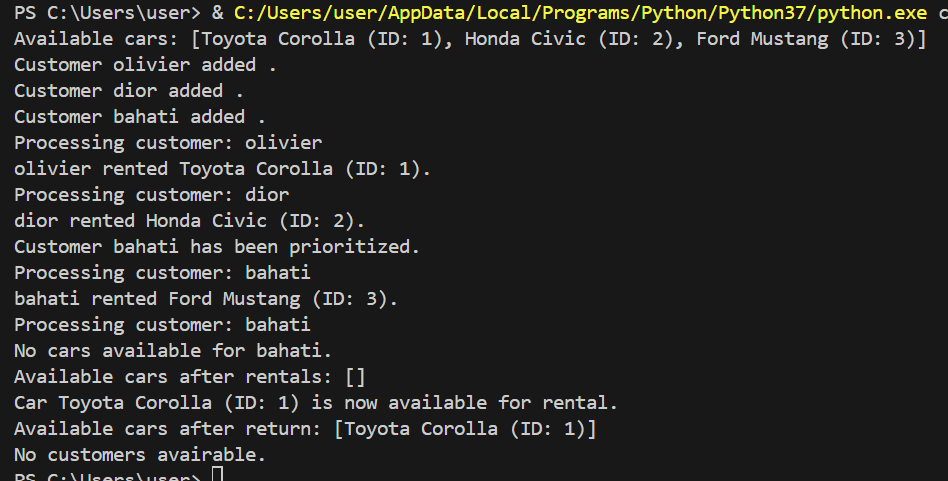 PS C:\Users\user> & C:/Users/user/AppData/Local/Programs/Python/Python37/python.exe c
Available cars: [Toyota Corolla (ID: 1), Honda Civic (ID: 2), Ford Mustang (ID: 3)]
Customer olivier added .
Customer dior added .
Customer bahati added .
Processing customer: olivier
olivier rented Toyota Corolla (ID: 1).
Processing customer: dior
dior rented Honda Civic (ID: 2).
Customer bahati has been prioritized.
Processing customer: bahati
bahati rented Ford Mustang (ID: 3).
Processing customer: bahati
No cars available for bahati.
Available cars after rentals: []
Car Toyota Corolla (ID: 1) is now available for rental.
Available cars after return: [Toyota Corolla (ID: 1)]
No customers avairable.
PS C:\Users\user>